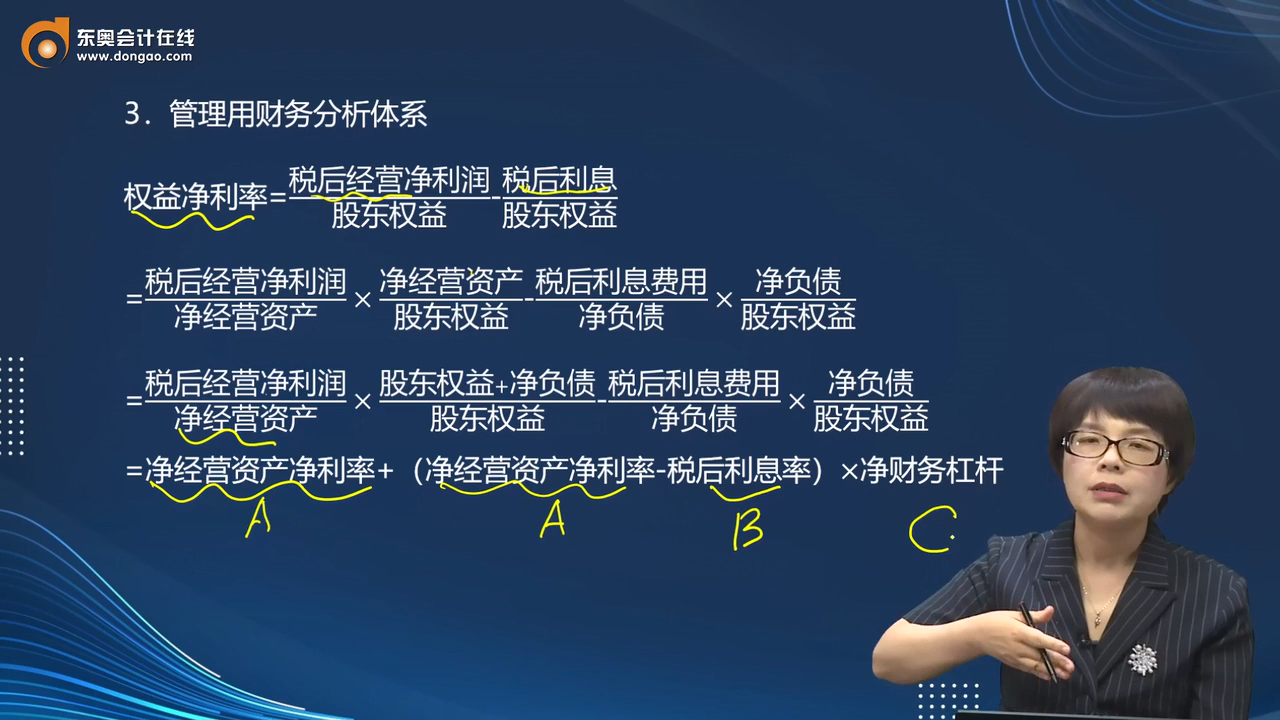 东奥会计在线
www.dongao.com
3．管理用财务分析体系
权益净利率=税后经营净利润/股东权益-税后利息/股东权益
=税后经营净利润/净经营资产×净经营资产/股东权益-税后利息费用/净负债×净负债/股东权益
=税后经营净利润/净经营资产×股东权益+净负债/股东权益-税后利息费用/净负债×净负债/股东权益
=净经营资产净利率+（净经营资产净利率-税后利息率）×净财务杠杆
A A B C